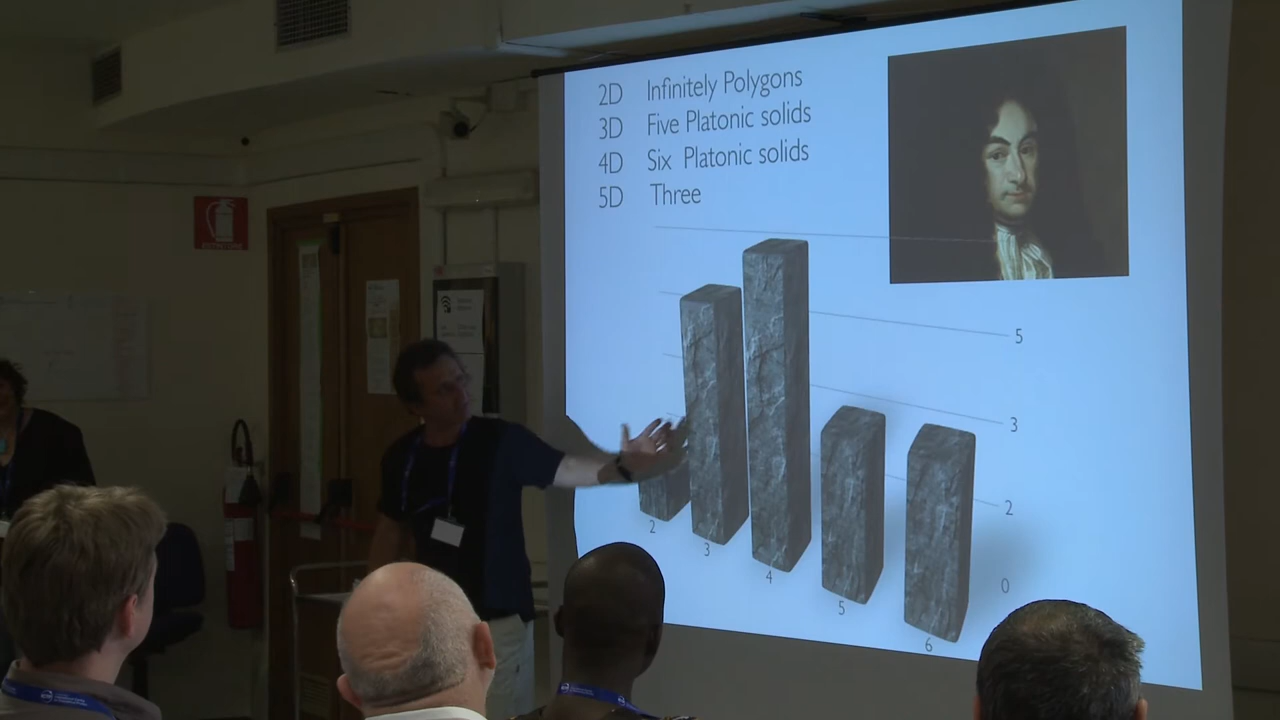 2D Infinitely Polygons
3D Five Platonic solids
4D Six Platonic solids
5D Three
5
3
2
0
2
3
4
5
6